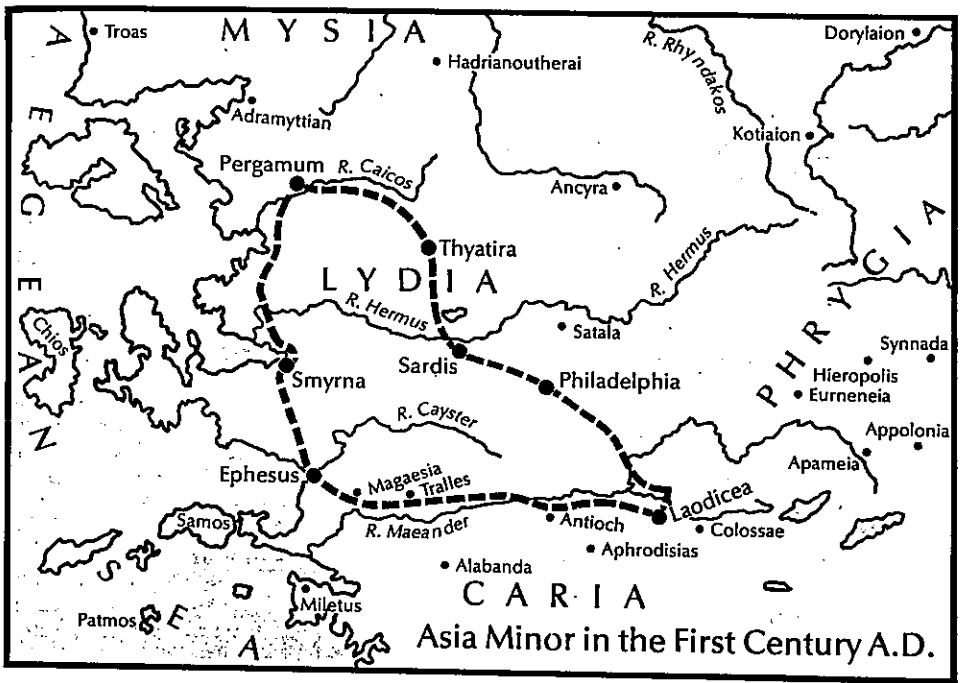 MYSIA
Troas
R. Rhyndakos
Dorylaion
Hadrianoutherai
Adramyttian
Kotiaion
Pergamum
R. Caicos
Ancyra
Thyatira
LYDIA
R. Hermus
R. Hermus
PHRYGIA
Satala
Chios
Smyrna
Sardis
Philadelphia
Synnada
Hieropolis
Eurneneia
R. Cayster
Appolonia
Apameia
Ephesus
Magaesia
Tralles
Laodicea
Samos
R. Maeander
Antioch
Colossae
Aphrodisias
Alabanda
CARIA
Miletus
Patmos
AEGEAN
SEA
Asia Minor in the First Century A.D.